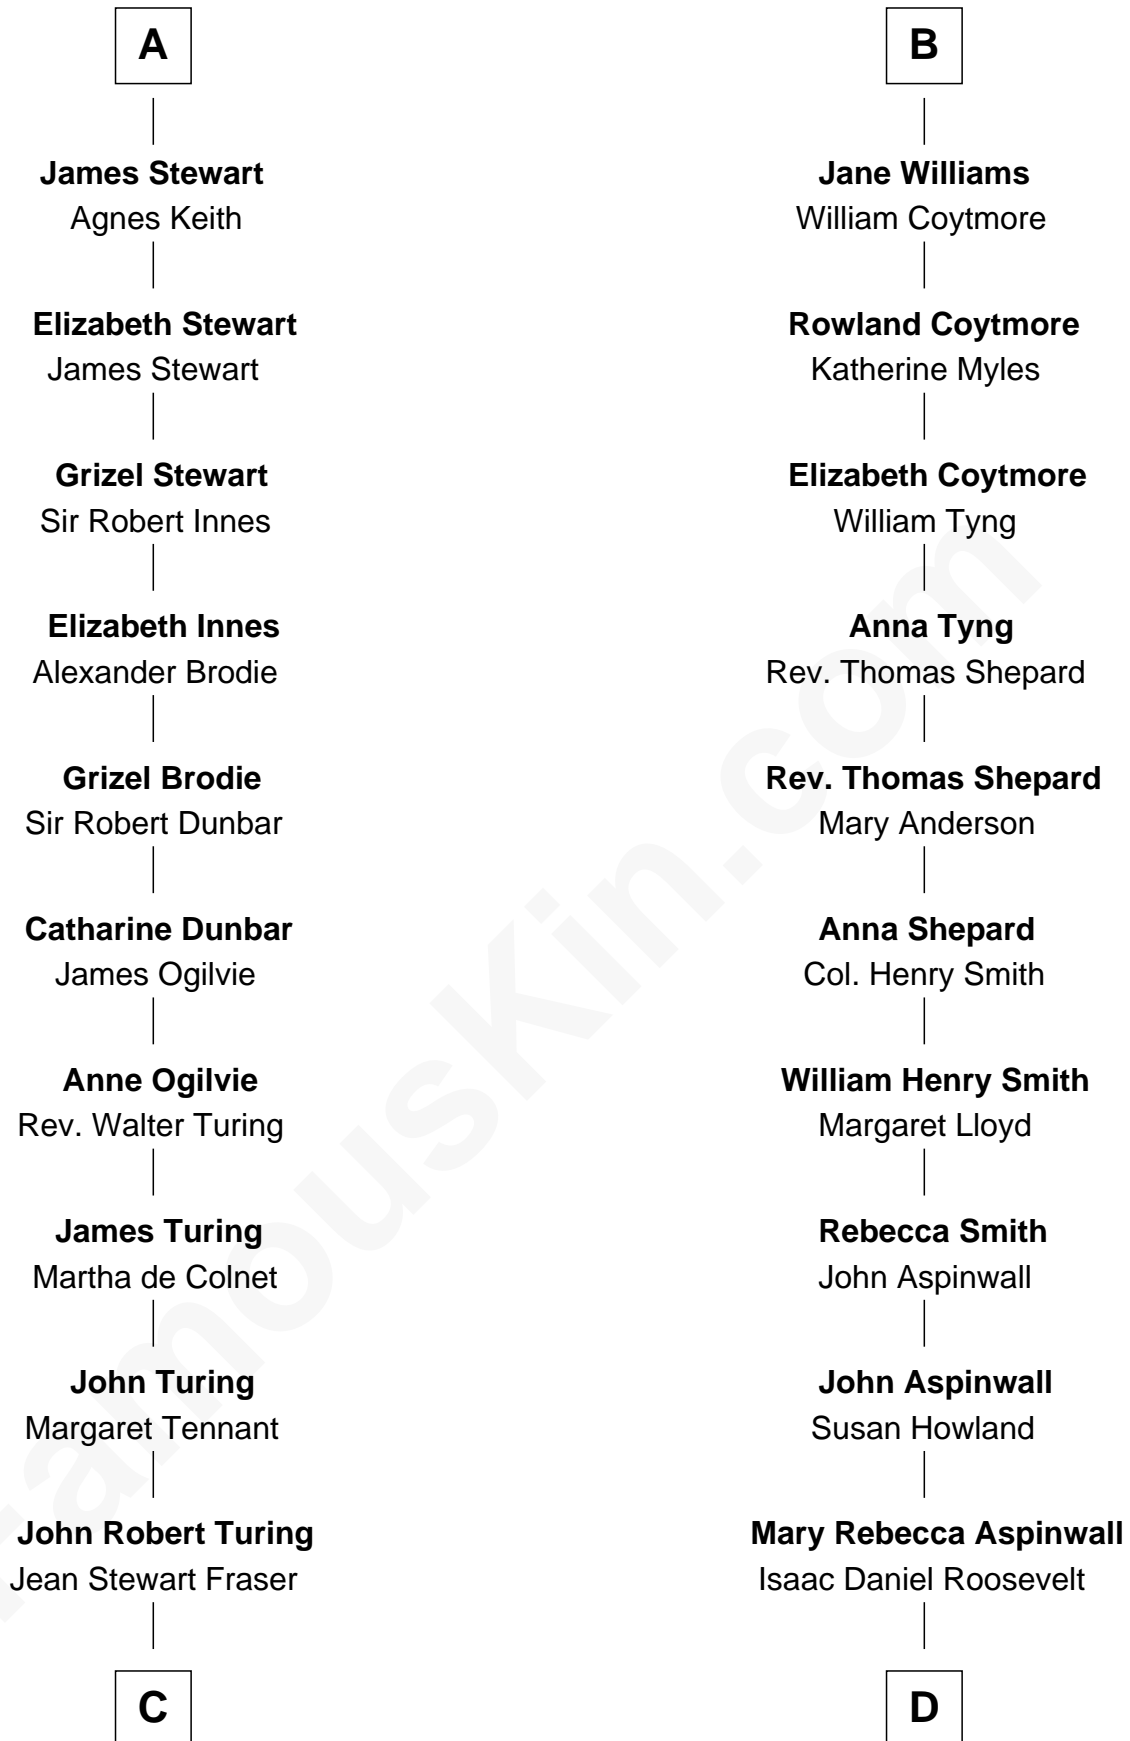 A
James Stewart
Agnes Keith
Elizabeth Stewart
James Stewart
Grizel Stewart
Sir Robert Innes
Elizabeth Innes
Alexander Brodie
Grizel Brodie
Sir Robert Dunbar
Catharine Dunbar
James Ogilvie
Anne Ogilvie
Rev. Walter Turing
James Turing
Martha de Colnet
John Turing
Margaret Tennant
John Robert Turing
Jean Stewart Fraser
C
B
Jane Williams
William Coytmore
Rowland Coytmore
Katherine Myles
Elizabeth Coytmore
William Tyng
Anna Tyng
Rev. Thomas Shepard
Rev. Thomas Shepard
Mary Anderson
Anna Shepard
Col. Henry Smith
William Henry Smith
Margaret Lloyd
Rebecca Smith
John Aspinwall
John Aspinwall
Susan Howland
Mary Rebecca Aspinwall
Isaac Daniel Roosevelt
D
FamousKin.com